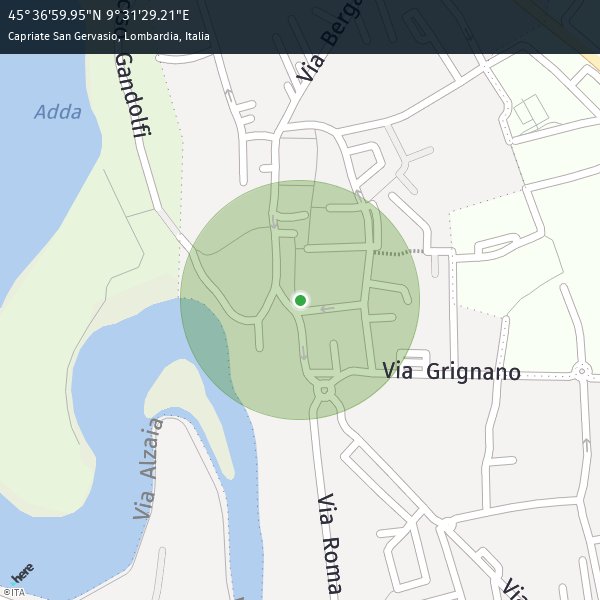 45°36'59.95"N 9°31'29.21"E
Capriate San Gervasio, Lombardia, Italia
Via Berga
Gandolfi
Adda
Via Grignano
Via Alzaia
Via Roma
Via
here
©ITA